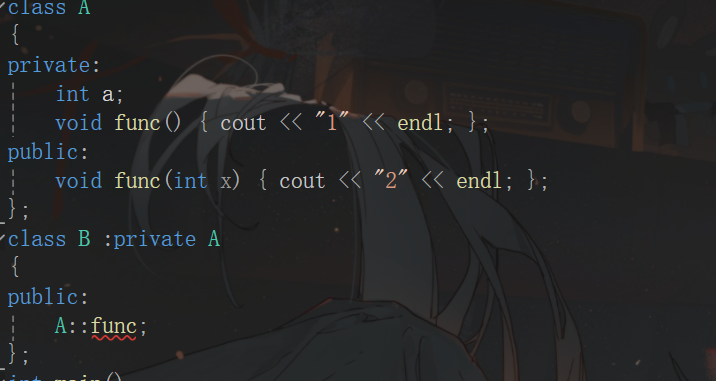 class A
{
private:
int a;
void func() { cout << "1" << endl; };
public:
void func(int x) { cout << "2" << endl; };
};
class B :private A
{
public:
A::func;
};
int main()